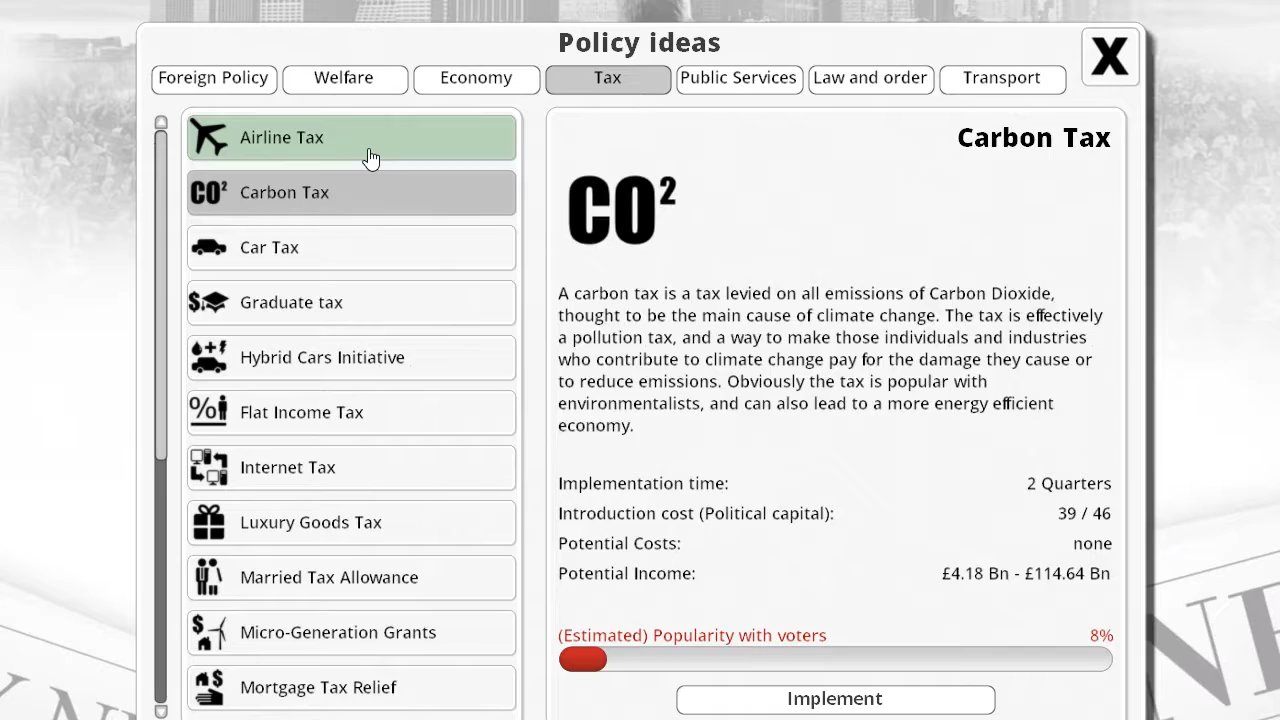 Policy ideas
X
Foreign Policy
Welfare
Economy
Tax
Public Services
Law and order
Transport
Airline Tax
CO² Carbon Tax
Car Tax
$ Graduate tax
Hybrid Cars Initiative
% Flat Income Tax
Internet Tax
Luxury Goods Tax
Married Tax Allowance
$ Micro-Generation Grants
$ Mortgage Tax Relief
Carbon Tax
CO²
A carbon tax is a tax levied on all emissions of Carbon Dioxide,
thought to be the main cause of climate change. The tax is effectively
a pollution tax, and a way to make those individuals and industries
who contribute to climate change pay for the damage they cause or
to reduce emissions. Obviously the tax is popular with
environmentalists, and can also lead to a more energy efficient
economy.
Implementation time: 2 Quarters
Introduction cost (Political capital): 39 / 46
Potential Costs: none
Potential Income: £4.18 Bn - £114.64 Bn
(Estimated) Popularity with voters 8%
Implement